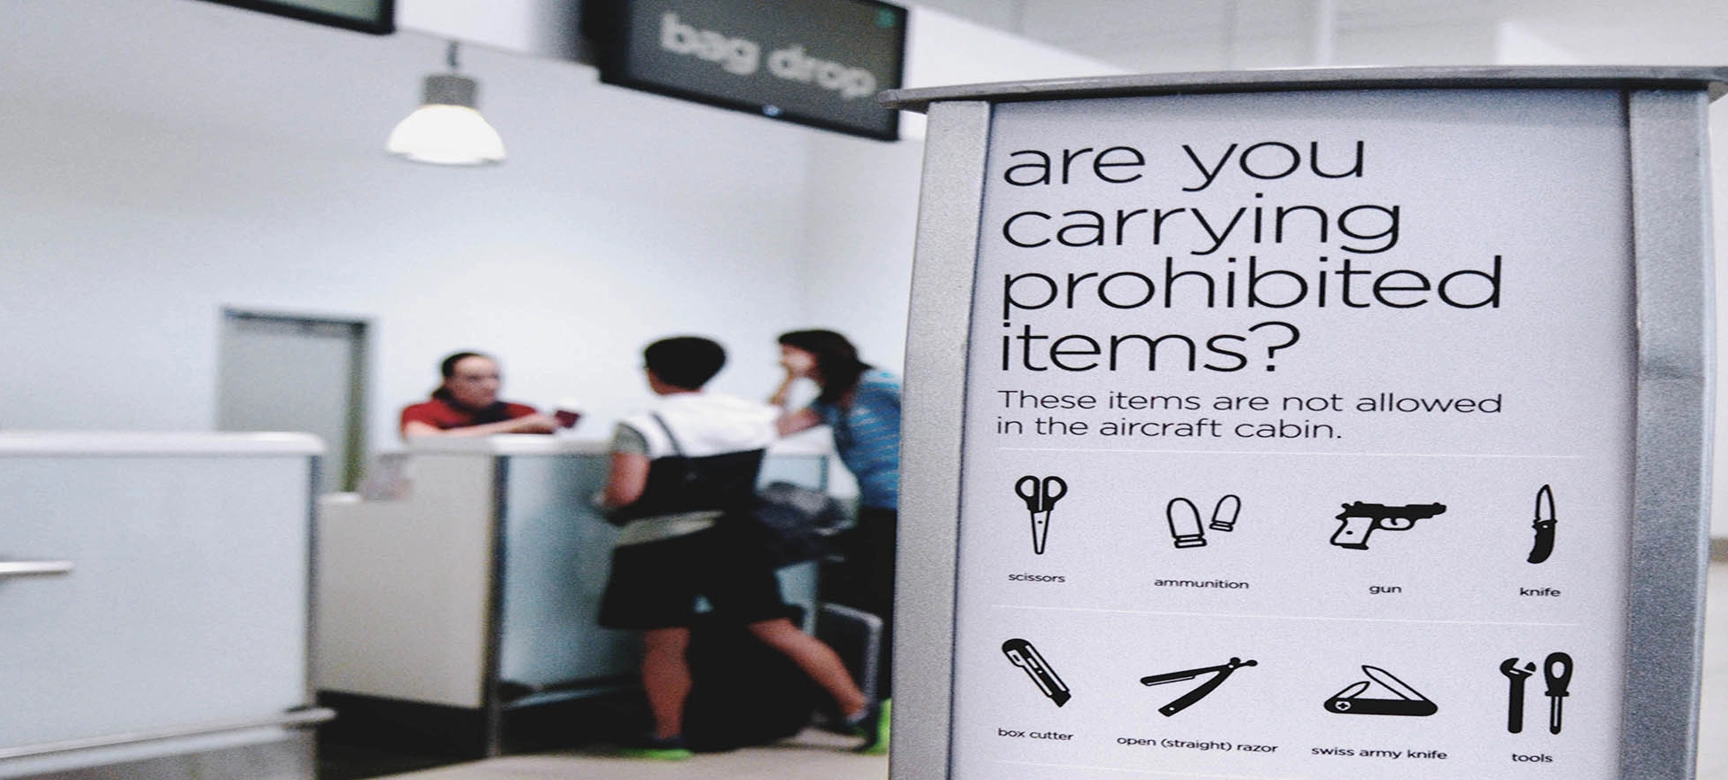 bag drop
are you
carrying
prohibited
items?
These items are not allowed
in the aircraft cabin.
scissors
ammunition
gun
knife
box cutter
open (straight) razor
swiss army knife
tools